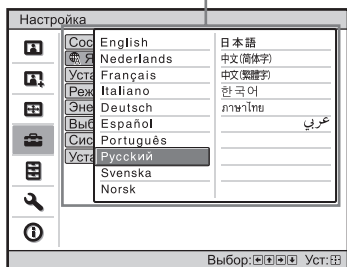 Настройка
Сос
Я
Уста
Реж
Эне
Выб
Сис
Уста
English
Nederlands
Français
Italiano
Deutsch
Español
Português
Русский
Svenska
Norsk
日本語
中文(简体字)
中文(繁體字)
한국어
ภาษาไทย
عربي
Выбор: Уст: